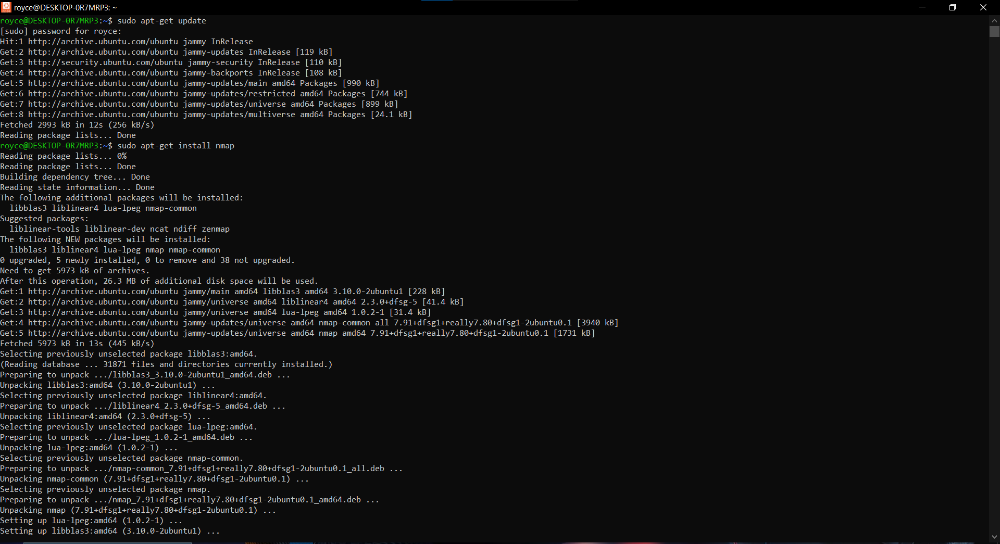 royce@DESKTOP-0R7MRP3: ~
royce@DESKTOP-0R7MRP3:~$ sudo apt-get update
[sudo] password for royce:
Hit:1 http://archive.ubuntu.com/ubuntu jammy InRelease
Get:2 http://archive.ubuntu.com/ubuntu jammy-updates InRelease [119 kB]
Get:3 http://security.ubuntu.com/ubuntu jammy-security InRelease [110 kB]
Get:4 http://archive.ubuntu.com/ubuntu jammy-backports InRelease [108 kB]
Get:5 http://archive.ubuntu.com/ubuntu jammy-updates/main amd64 Packages [990 kB]
Get:6 http://archive.ubuntu.com/ubuntu jammy-updates/restricted amd64 Packages [744 kB]
Get:7 http://archive.ubuntu.com/ubuntu jammy-updates/universe amd64 Packages [899 kB]
Get:8 http://archive.ubuntu.com/ubuntu jammy-updates/multiverse amd64 Packages [24.1 kB]
Fetched 2993 kB in 12s (256 kB/s)
Reading package lists... Done
royce@DESKTOP-0R7MRP3:~$ sudo apt-get install nmap
Reading package lists... 0%
Reading package lists... Done
Building dependency tree... Done
Reading state information... Done
The following additional packages will be installed:
  libblas3 liblinear4 lua-lpeg nmap-common
Suggested packages:
  liblinear-tools liblinear-dev ncat ndiff zenmap
The following NEW packages will be installed:
  libblas3 liblinear4 lua-lpeg nmap nmap-common
0 upgraded, 5 newly installed, 0 to remove and 38 not upgraded.
Need to get 5973 kB of archives.
After this operation, 26.3 MB of additional disk space will be used.
Get:1 http://archive.ubuntu.com/ubuntu jammy/main amd64 libblas3 amd64 3.10.0-2ubuntu1 [228 kB]
Get:2 http://archive.ubuntu.com/ubuntu jammy/universe amd64 liblinear4 amd64 2.3.0+dfsg-5 [41.4 kB]
Get:3 http://archive.ubuntu.com/ubuntu jammy/universe amd64 lua-lpeg amd64 1.0.2-1 [31.4 kB]
Get:4 http://archive.ubuntu.com/ubuntu jammy-updates/universe amd64 nmap-common all 7.91+dfsg1+really7.80+dfsg1-2ubuntu0.1 [3940 kB]
Get:5 http://archive.ubuntu.com/ubuntu jammy-updates/universe amd64 nmap amd64 7.91+dfsg1+really7.80+dfsg1-2ubuntu0.1 [1731 kB]
Fetched 5973 kB in 13s (445 kB/s)
Selecting previously unselected package libblas3:amd64.
(Reading database ... 31871 files and directories currently installed.)
Preparing to unpack .../libblas3_3.10.0-2ubuntu1_amd64.deb ...
Unpacking libblas3:amd64 (3.10.0-2ubuntu1) ...
Selecting previously unselected package liblinear4:amd64.
Preparing to unpack .../liblinear4_2.3.0+dfsg-5_amd64.deb ...
Unpacking liblinear4:amd64 (2.3.0+dfsg-5) ...
Selecting previously unselected package lua-lpeg:amd64.
Preparing to unpack .../lua-lpeg_1.0.2-1_amd64.deb ...
Unpacking lua-lpeg:amd64 (1.0.2-1) ...
Selecting previously unselected package nmap-common.
Preparing to unpack .../nmap-common_7.91+dfsg1+really7.80+dfsg1-2ubuntu0.1_all.deb ...
Unpacking nmap-common (7.91+dfsg1+really7.80+dfsg1-2ubuntu0.1) ...
Selecting previously unselected package nmap.
Preparing to unpack .../nmap_7.91+dfsg1+really7.80+dfsg1-2ubuntu0.1_amd64.deb ...
Unpacking nmap (7.91+dfsg1+really7.80+dfsg1-2ubuntu0.1) ...
Setting up lua-lpeg:amd64 (1.0.2-1) ...
Setting up libblas3:amd64 (3.10.0-2ubuntu1) ...